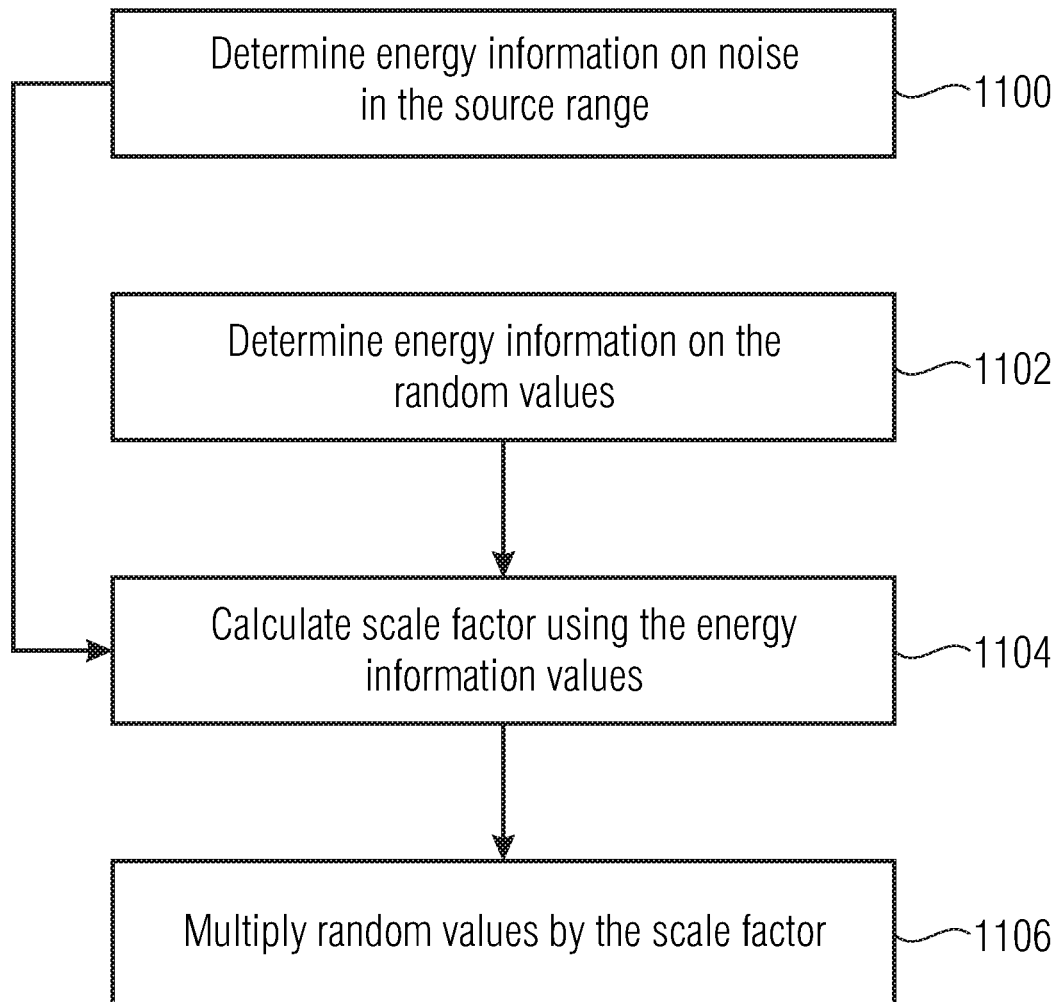 Determine energy information on noise
in the source range
1100
Determine energy information on the
random values
1102
Calculate scale factor using the energy
information values
1104
Multiply random values by the scale factor
1106